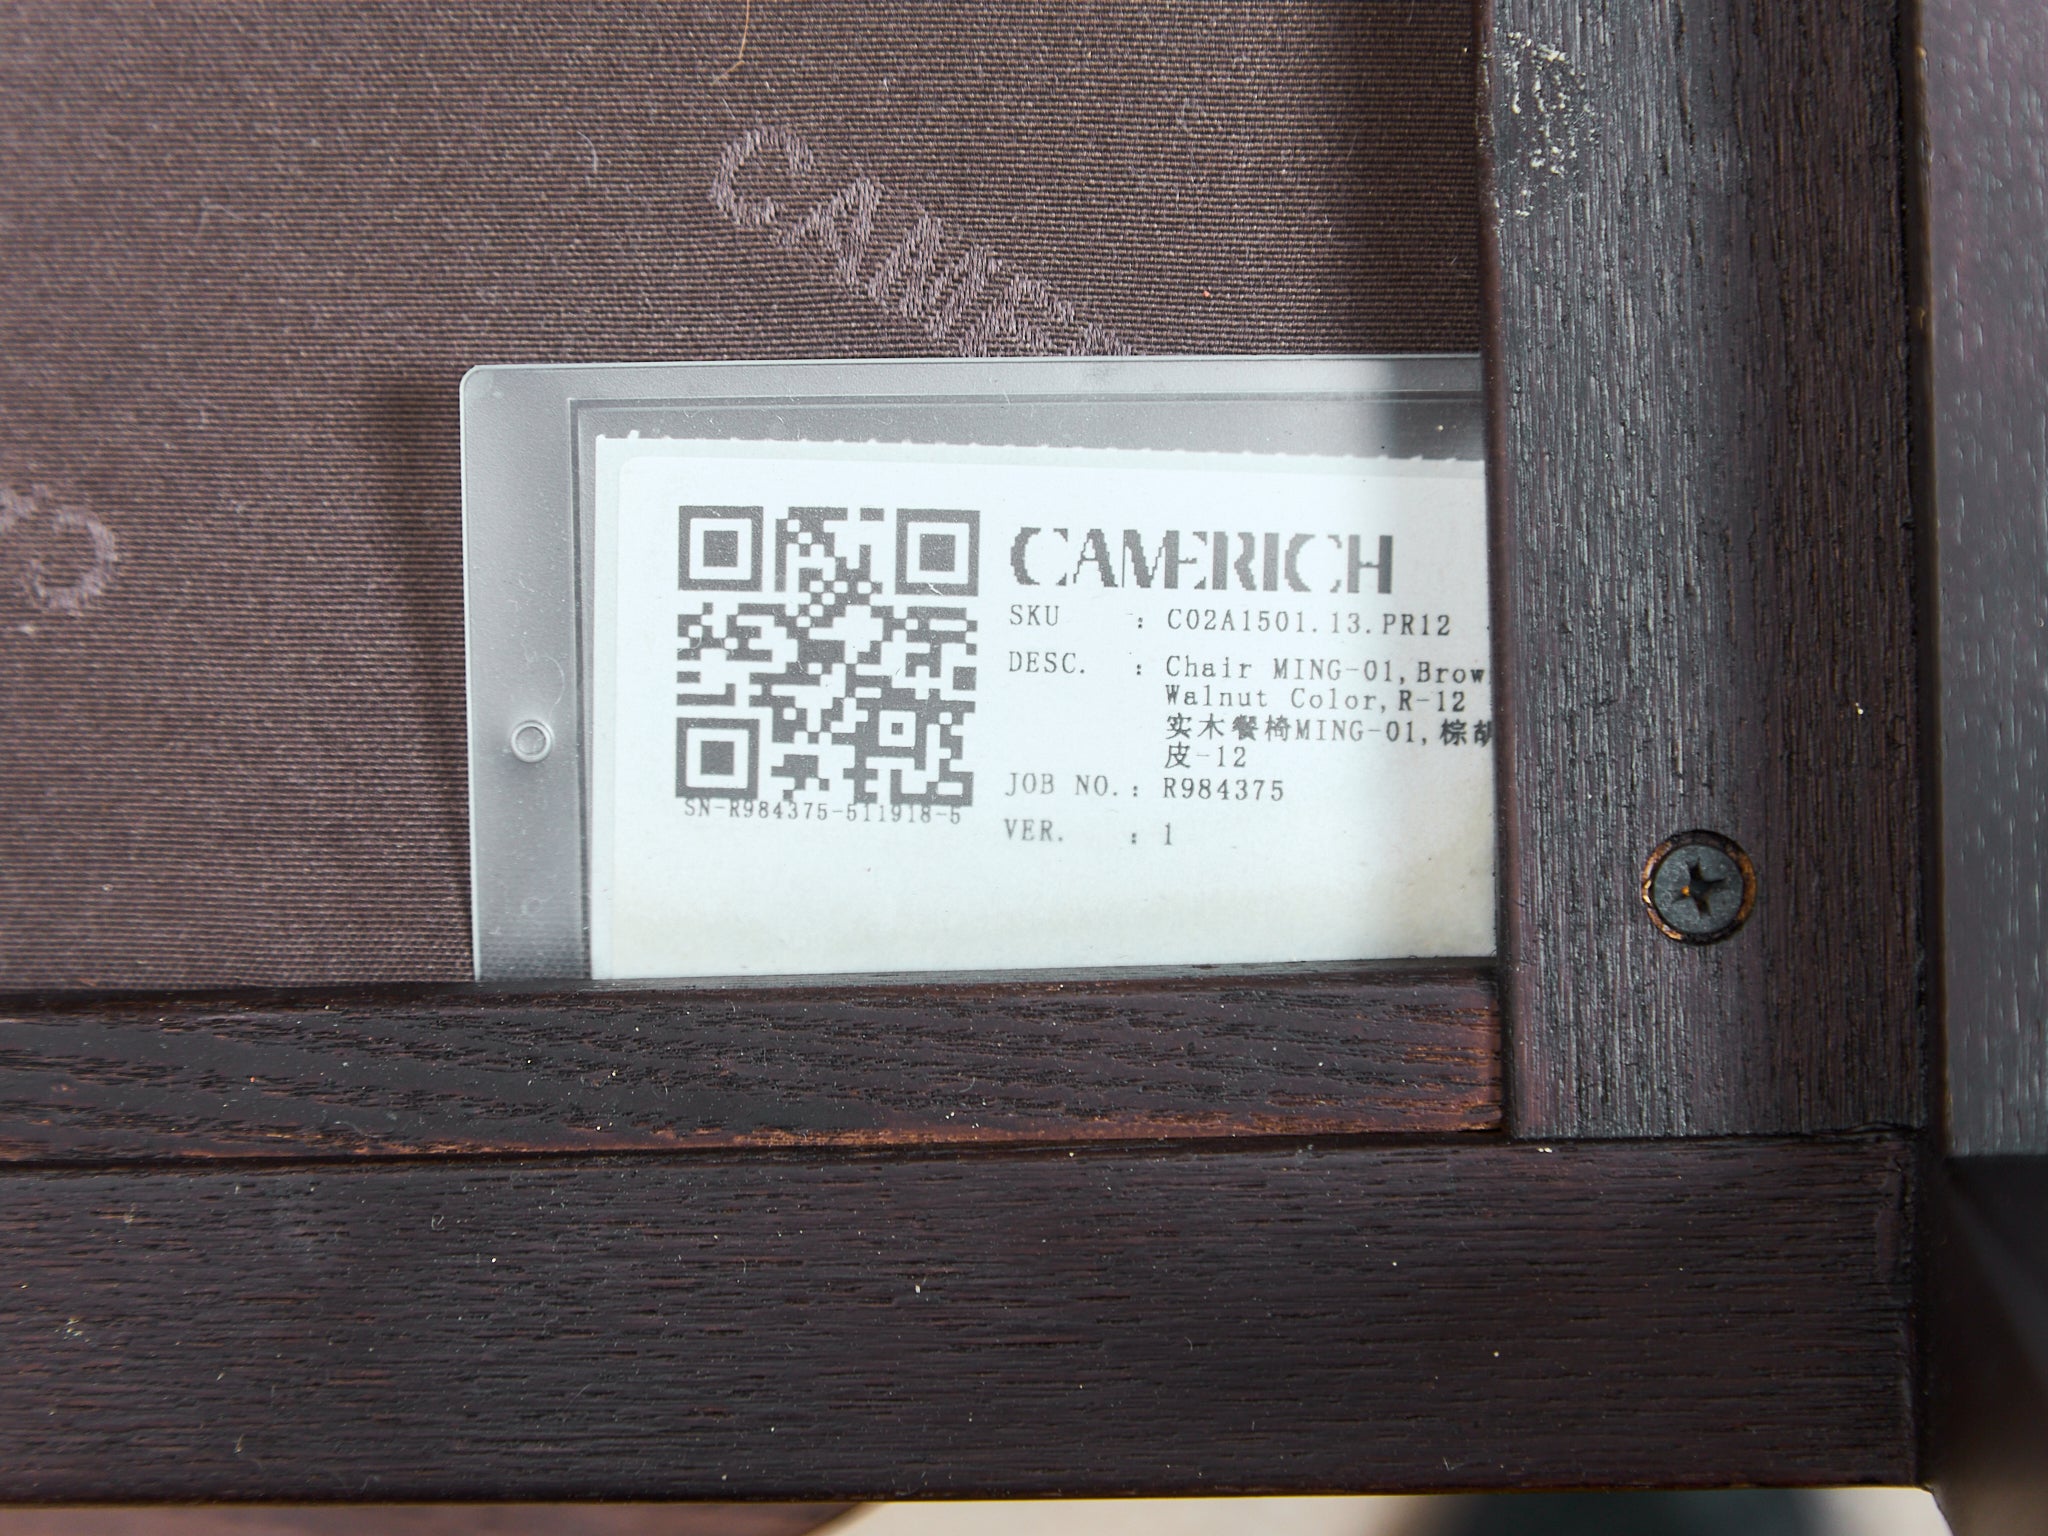 CAME
CAMERICH
SKU : C02A1501.13.PR12
DESC. : Chair MING-01,Brow
Walnut Color,R-12
实木餐椅MING-01,棕胡
皮-12
JOB NO.: R984375
VER. : 1
SN-R984375-511918-5